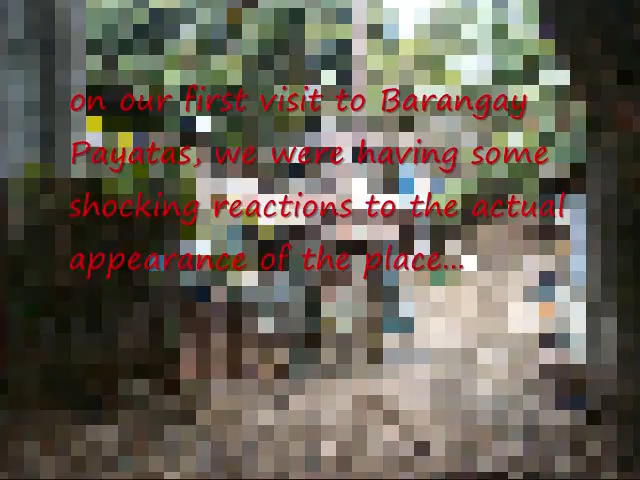 on our first visit to Barangay
Payatas, we were having some
shocking reactions to the actual
appearance of the place...